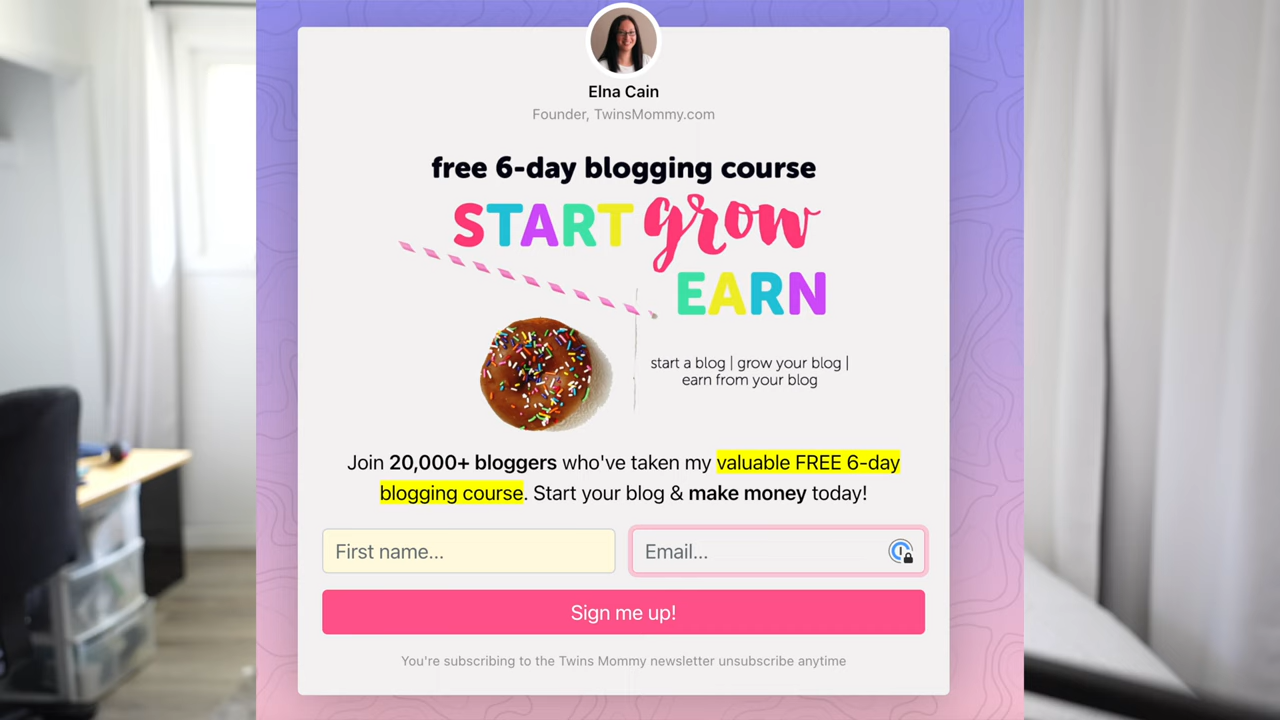 Elna Cain
Founder, TwinsMommy.com
free 6-day blogging course
START grow
EARN
start a blog | grow your blog |
earn from your blog
Join 20,000+ bloggers who've taken my valuable FREE 6-day
blogging course. Start your blog & make money today!
First name...
Email...
Sign me up!
You're subscribing to the Twins Mommy newsletter unsubscribe anytime